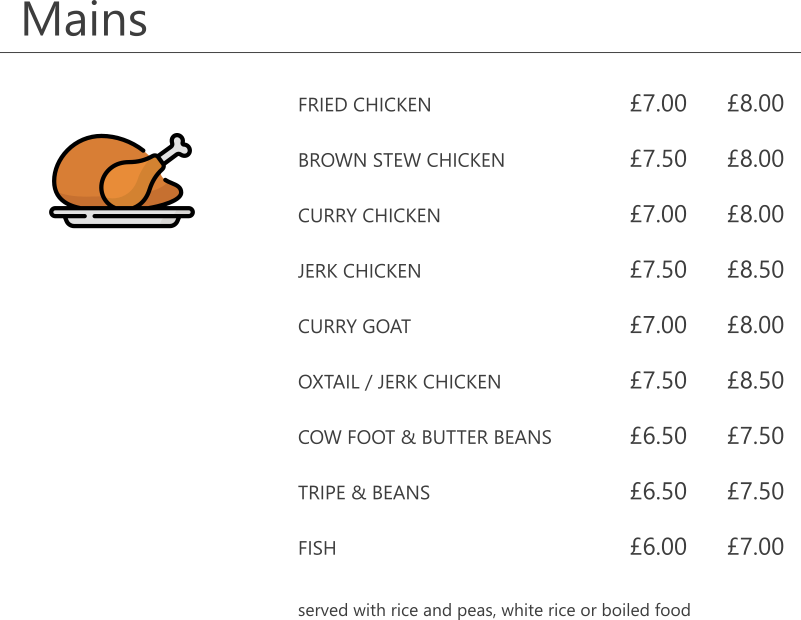 Mains
FRIED CHICKEN £7.00 £8.00
BROWN STEW CHICKEN £7.50 £8.00
CURRY CHICKEN £7.00 £8.00
JERK CHICKEN £7.50 £8.50
CURRY GOAT £7.00 £8.00
OXTAIL / JERK CHICKEN £7.50 £8.50
COW FOOT & BUTTER BEANS £6.50 £7.50
TRIPE & BEANS £6.50 £7.50
FISH £6.00 £7.00
served with rice and peas, white rice or boiled food